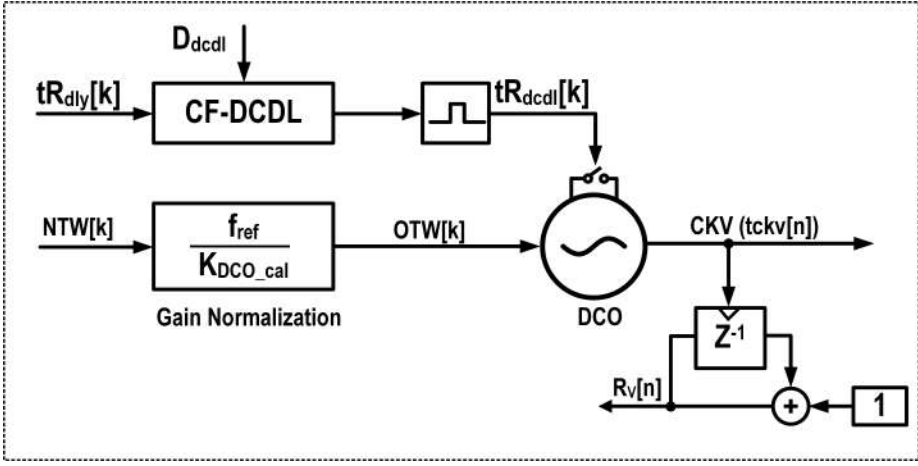 Ddcdl
tRdly[k]
CF-DCDL
tRdcdl[k]
NTW[k]
fref
KDCO_cal
OTW[k]
CKV (tckv[n])
Gain Normalization
DCO
Z-1
RV[n]
+
1